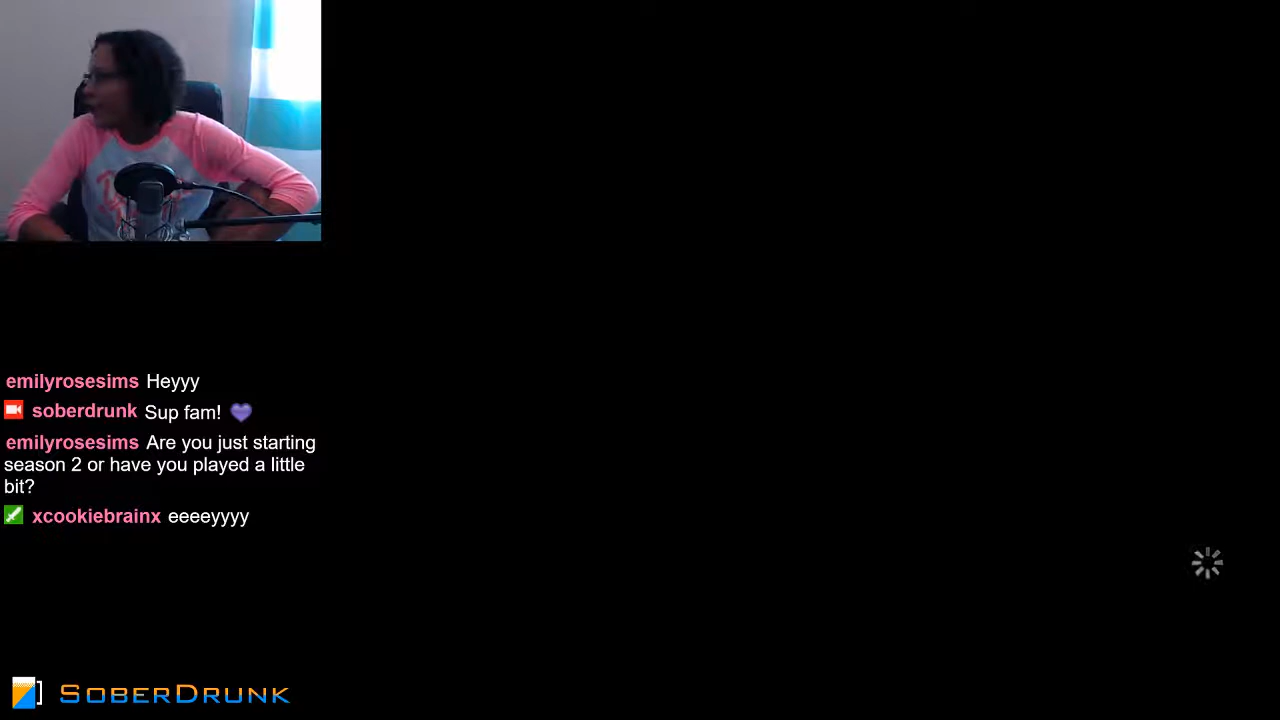 emilyrosesims Heyyy
soberdrunk Sup fam! 💜
emilyrosesims Are you just starting
season 2 or have you played a little
bit?
xcookiebrainx eeeeyyyy
SOBERDRUNK